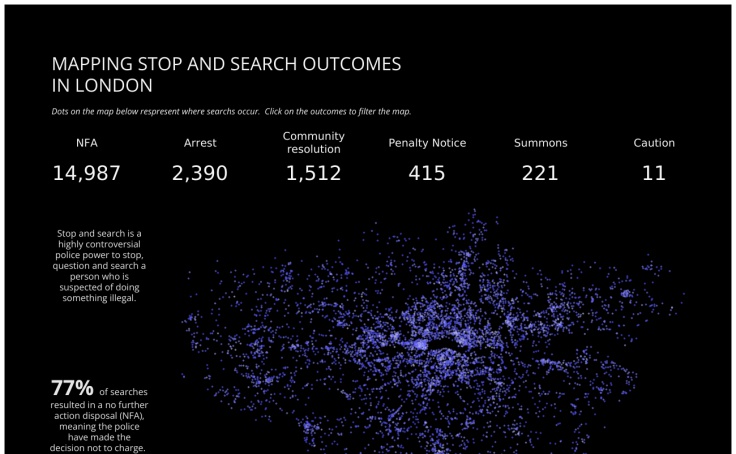 MAPPING STOP AND SEARCH OUTCOMES
IN LONDON
Dots on the map below respresent where searchs occur. Click on the outcomes to filter the map.
NFA
14,987
Arrest
2,390
Community
resolution
1,512
Penalty Notice
415
Summons
221
Caution
11
Stop and search is a
highly controversial
police power to stop,
question and search a
person who is
suspected of doing
something illegal.
77% of searches
resulted in a no further
action disposal (NFA),
meaning the police
have made the
decision not to charge.